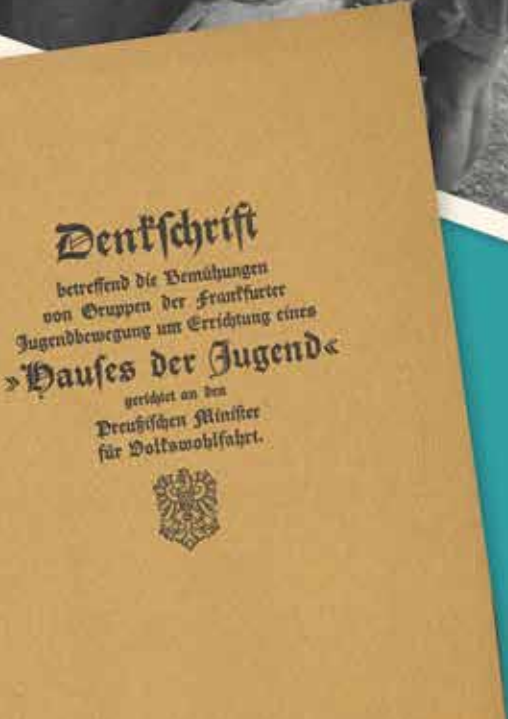 Denkschrift
betreffend die Bemühungen
von Gruppen der Frankfurter
Jugendbewegung um Errichtung eines
»Hauses der Jugend«
gerichtet an den
Preußischen Minister
für Volkswohlfahrt.